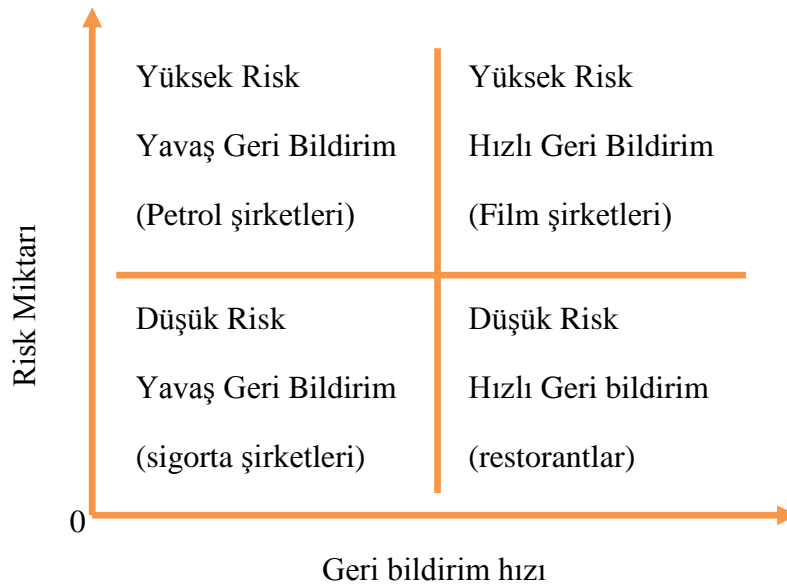 Yüksek Risk
Yavaş Geri Bildirim
(Petrol şirketleri)
Yüksek Risk
Hızlı Geri Bildirim
(Film şirketleri)
Risk Miktarı
Düşük Risk
Yavaş Geri Bildirim
(sigorta şirketleri)
Düşük Risk
Hızlı Geri bildirim
(restorantlar)
0
Geri bildirim hızı